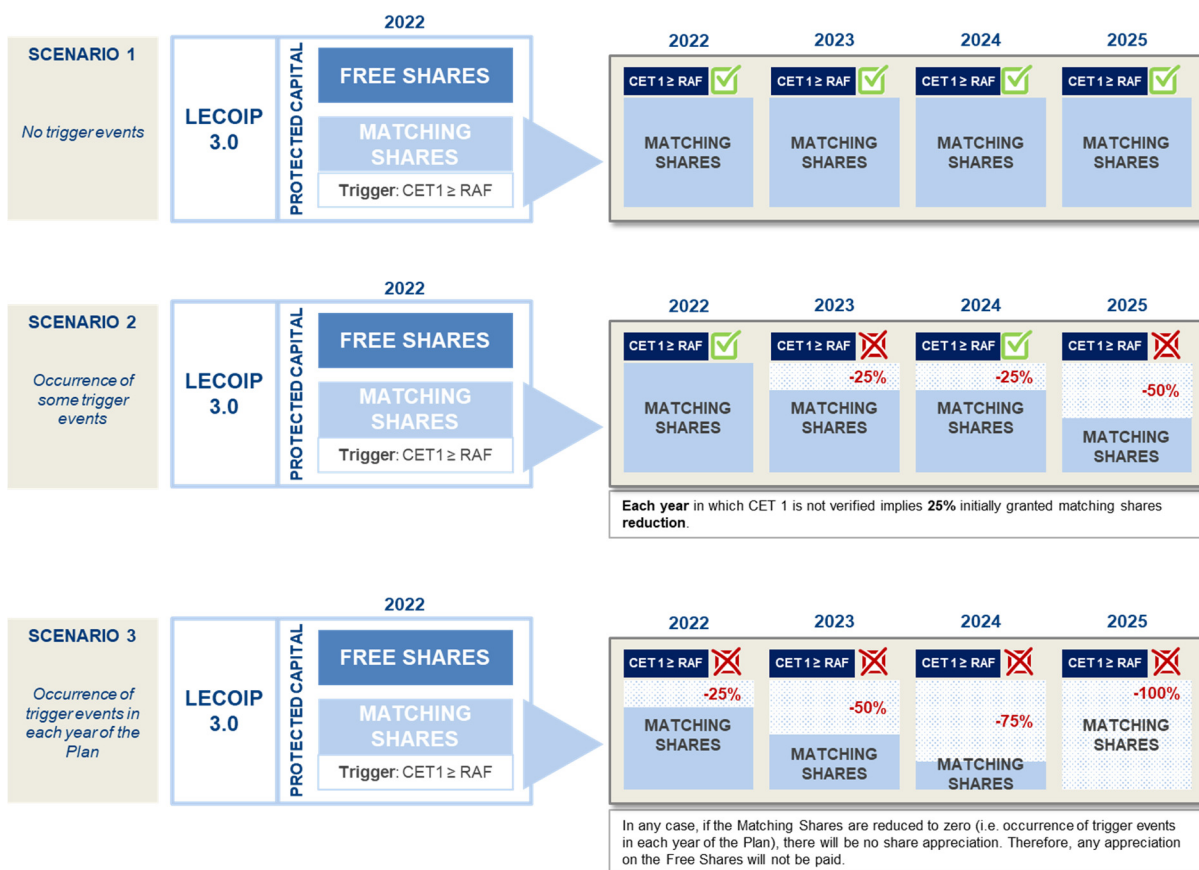 SCENARIO 1
No trigger events
2022
LECOIP
3.0
PROTECTED CAPITAL
FREE SHARES
MATCHING
SHARES
Trigger: CET1 ≥ RAF
2022
2023
2024
2025
CET1 ≥ RAF
CET1 ≥ RAF
CET1 ≥ RAF
CET1 ≥ RAF
MATCHING
SHARES
MATCHING
SHARES
MATCHING
SHARES
MATCHING
SHARES
SCENARIO 2
Occurrence of
some trigger
events
2022
LECOIP
3.0
PROTECTED CAPITAL
FREE SHARES
MATCHING
SHARES
Trigger: CET1 ≥ RAF
2022
2023
2024
2025
CET1 ≥ RAF
CET1 ≥ RAF
CET1 ≥ RAF
CET1 ≥ RAF
MATCHING
SHARES
-25%
MATCHING
SHARES
-25%
MATCHING
SHARES
-50%
MATCHING
SHARES
Each year in which CET 1 is not verified implies 25% initially granted matching shares
reduction.
SCENARIO 3
Occurrence of
trigger events in
each year of the
Plan
2022
LECOIP
3.0
PROTECTED CAPITAL
FREE SHARES
MATCHING
SHARES
Trigger: CET1 ≥ RAF
2022
2023
2024
2025
CET1 ≥ RAF
CET1 ≥ RAF
CET1 ≥ RAF
CET1 ≥ RAF
-25%
MATCHING
SHARES
-50%
MATCHING
SHARES
-75%
MATCHING
SHARES
-100%
MATCHING
SHARES
In any case, if the Matching Shares are reduced to zero (i.e. occurrence of trigger events
in each year of the Plan), there will be no share appreciation. Therefore, any appreciation
on the Free Shares will not be paid.